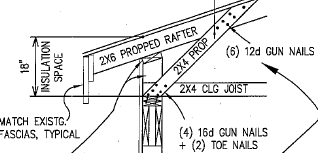 2X6 PROPPED RAFTER
2X4 PROP
(6) 12d GUN NAILS
18"
INSULATION
SPACE
2X4 CLG JOIST
MATCH EXISTG.
FASCIAS, TYPICAL
(4) 16d GUN NAILS
+ (2) TOE NAILS